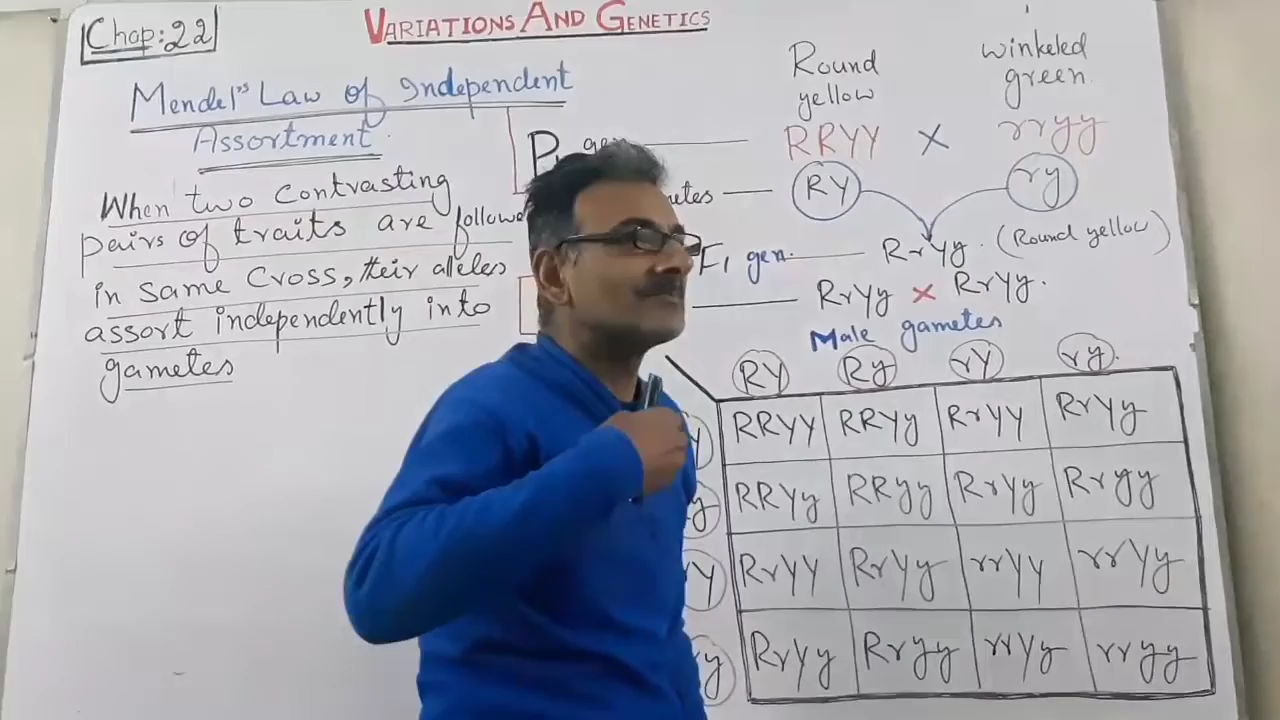 Chap:22
VARIATIONS AND GENETICS
Mendel's Law of Independent
Assortment.
When two contrasting
pairs of traits are followe
in same cross, their alleles
assort independently into
gametes
Round
yellow
winkeled
green.
P1 gen
RRYY × rryy
RY
ry
F1 gen.
RrYy. (Round yellow)
RrYy × RrYy.
Male gametes
RY Ry rY ry.
RRYY RRYy RrYY RrYy
RRYy RRyy RrYy Rryy
RrYY RrYy rrYY rrYy
RrYy Rryy rrYy rryy